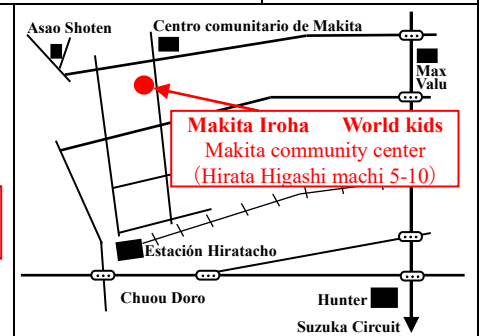 Asao Shoten
Centro comunitario de Makita
Max
Valu
Makita Iroha World kids
Makita community center
（Hirata Higashi machi 5-10）
Estación Hiratacho
Chuou Doro
Hunter
Suzuka Circuit